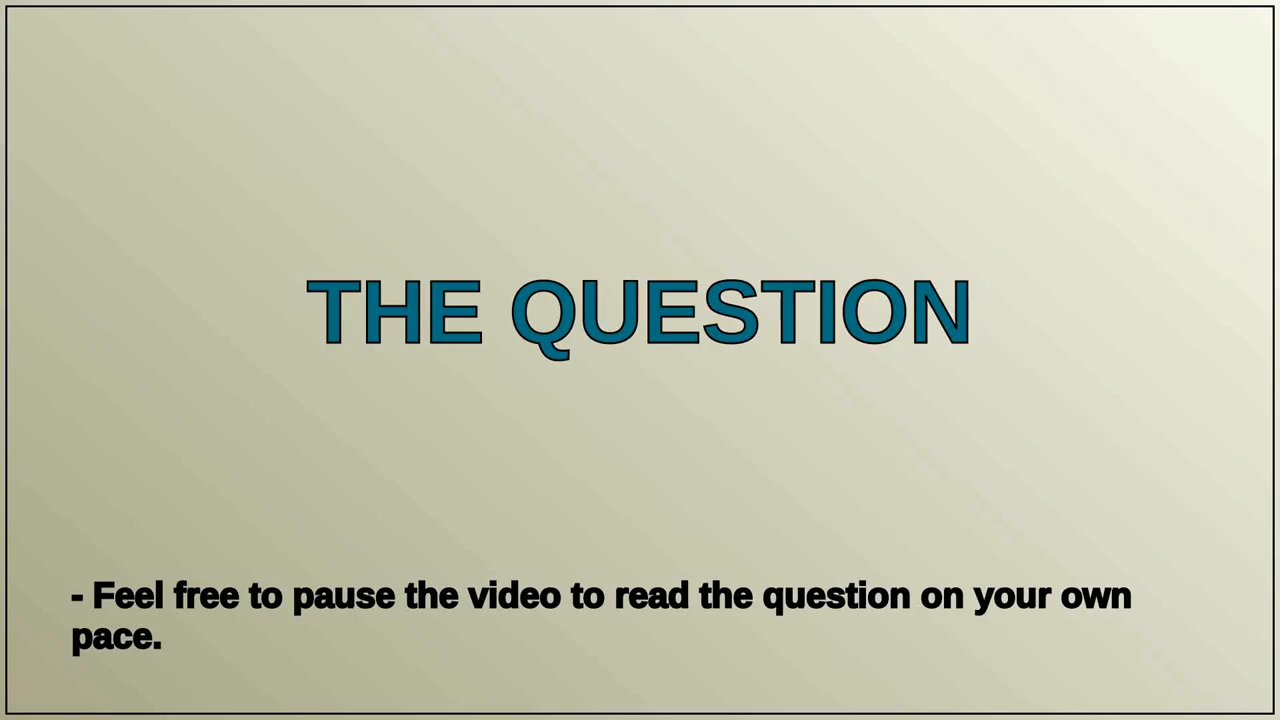 THE QUESTION
- Feel free to pause the video to read the question on your own
pace.